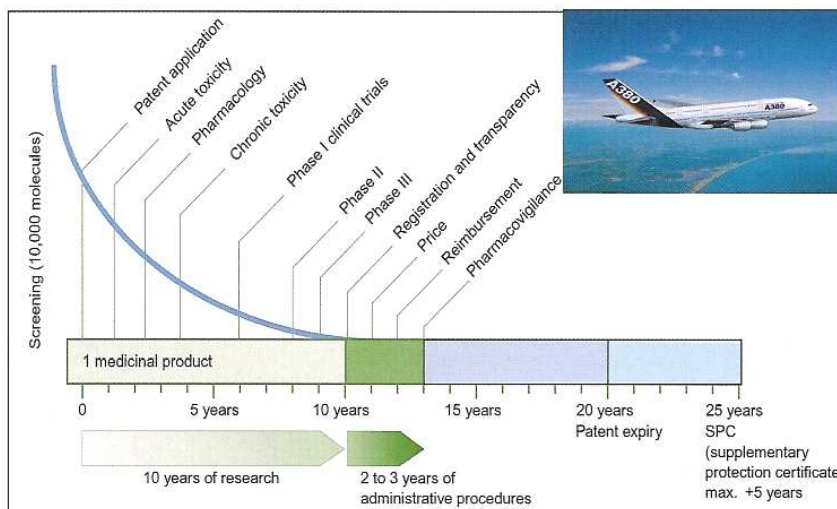 Screening (10,000 molecules)
Patent application
Acute toxicity
Pharmacology
Chronic toxicity
Phase I clinical trials
Phase II
Phase III
Registration and transparency
Price
Reimbursement
Pharmacovigilance
A380
A380
1 medicinal product
0
5 years
10 years
15 years
20 years
Patent expiry
25 years
SPC
(supplementary
protection certificate
max. +5 years
10 years of research
2 to 3 years of
administrative procedures